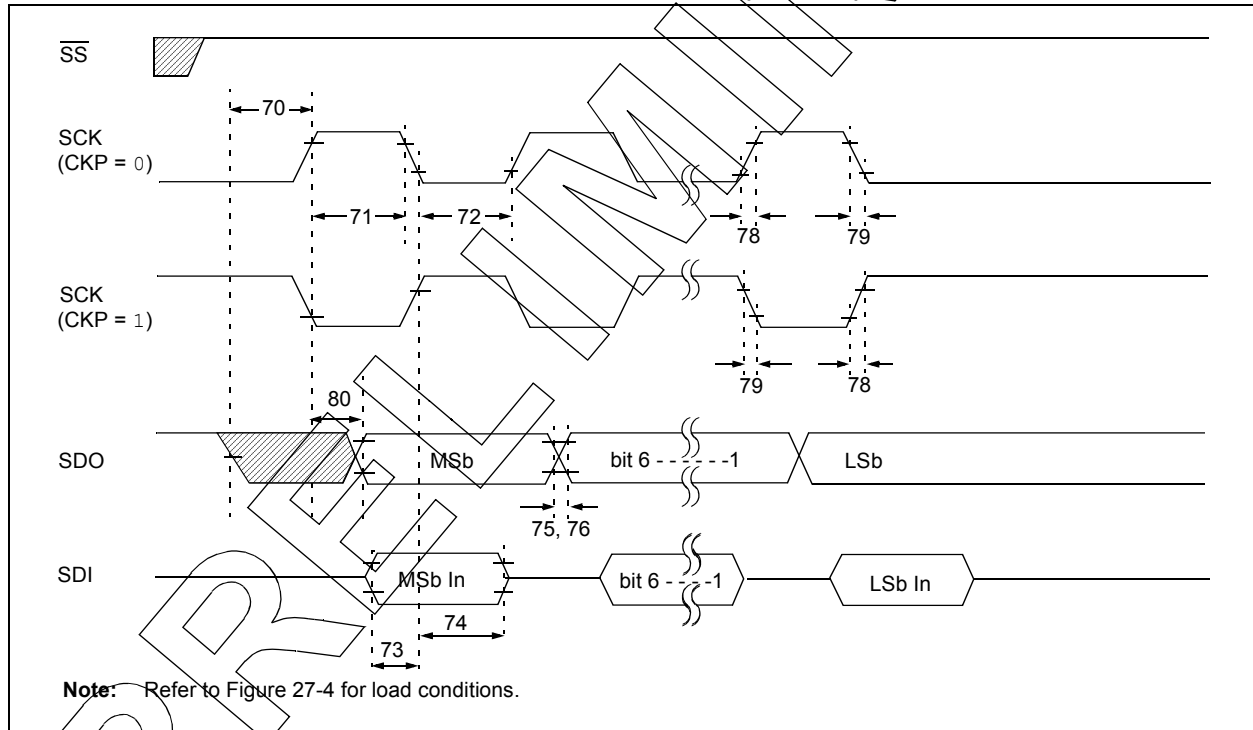 SS
70
SCK
(CKP = 0)
71
72
78
79
SCK
(CKP = 1)
79
78
80
SDO
MSb
bit 6 - - - - - -1
LSb
75, 76
SDI
MSb In
bit 6 - - - - -1
LSb In
74
73
Note: Refer to Figure 27-4 for load conditions.
PRELIMIN